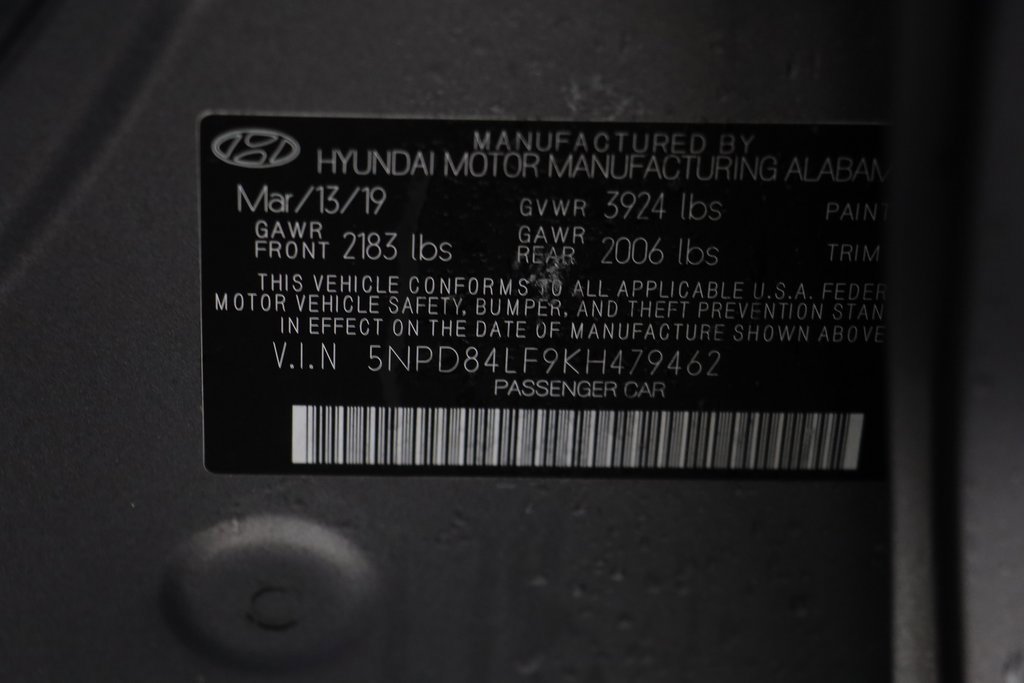 MANUFACTURED BY
HYUNDAI MOTOR MANUFACTURING ALABAM
Mar/13/19 GVWR 3924 lbs PAINT
GAWR FRONT 2183 lbs GAWR REAR 2006 lbs TRIM
THIS VEHICLE CONFORMS TO ALL APPLICABLE U.S.A. FEDER
MOTOR VEHICLE SAFETY, BUMPER, AND THEFT PREVENTION STAN
IN EFFECT ON THE DATE OF MANUFACTURE SHOWN ABOVE
V.I.N 5NPD84LF9KH479462
PASSENGER CAR